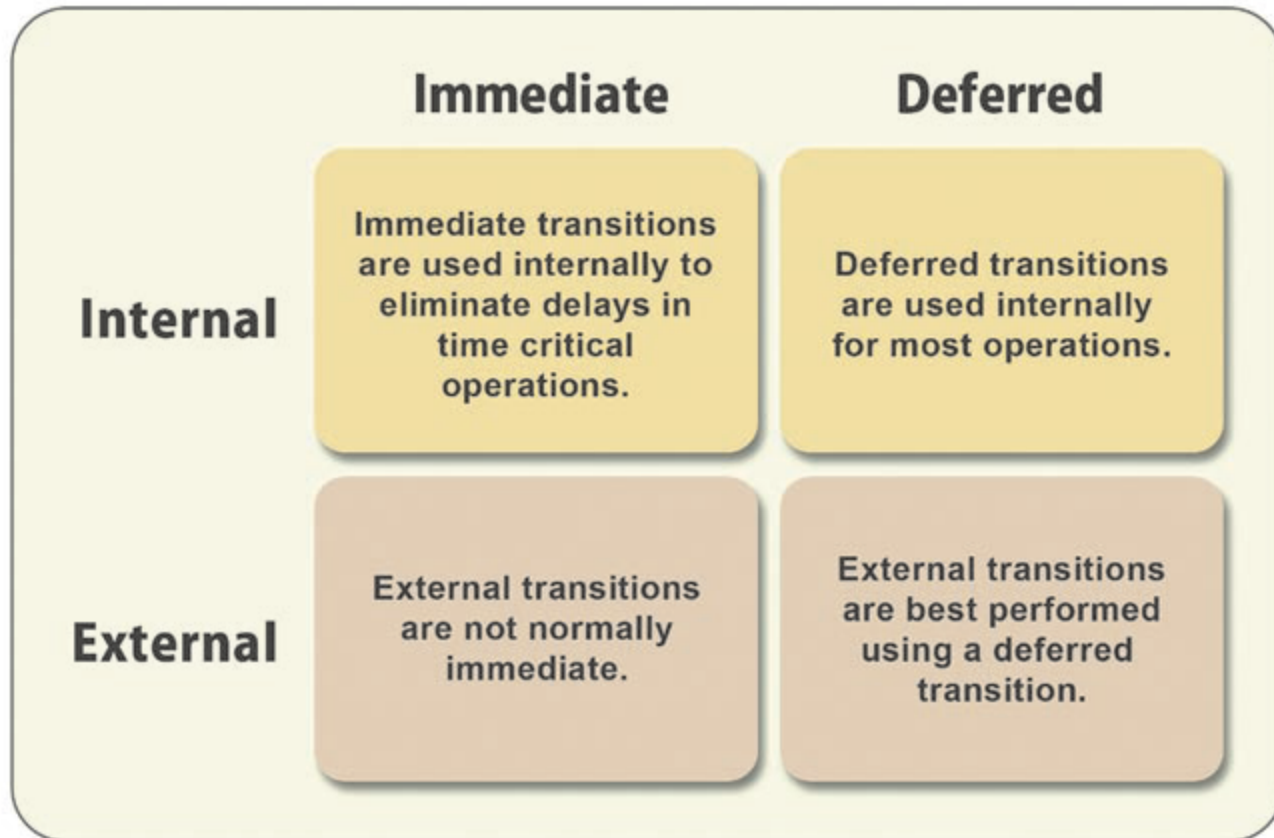 Immediate
Deferred
Internal
Immediate transitions
are used internally to
eliminate delays in
time critical
operations.
Deferred transitions
are used internally
for most operations.
External
External transitions
are not normally
immediate.
External transitions
are best performed
using a deferred
transition.